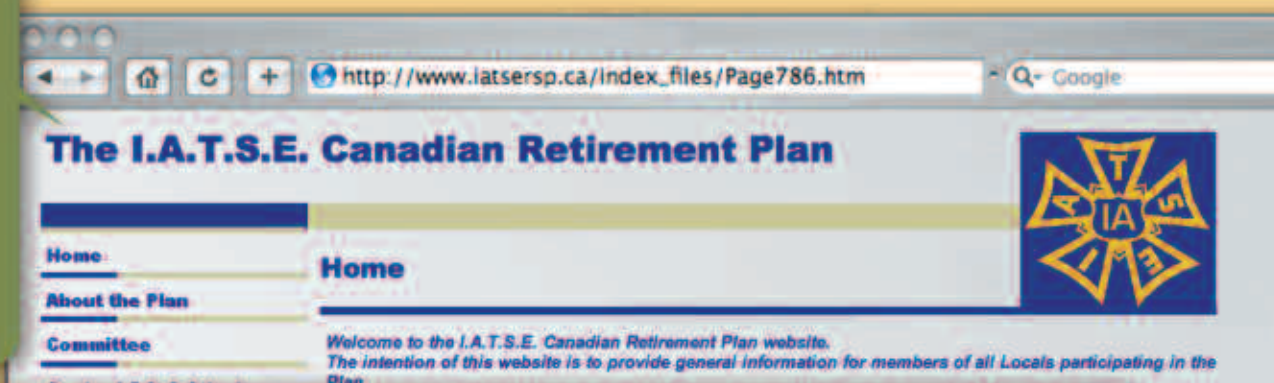 http://www.iatsersp.ca/index_files/Page786.htm
Google
The I.A.T.S.E. Canadian Retirement Plan
I A T S E
IA
Home
Home
About the Plan
Committee
Welcome to the I.A.T.S.E. Canadian Retirement Plan website.
The intention of this website is to provide general information for members of all Locals participating in the
Plan